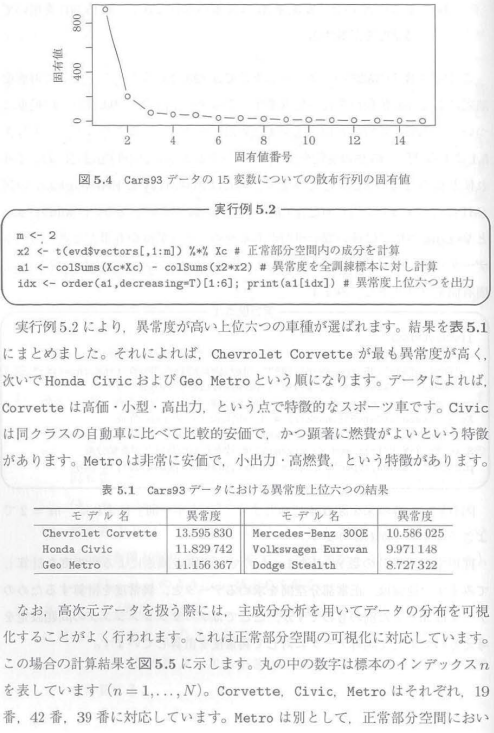 800
400
0
固有値
2 4 6 8 10 12 14
固有値番号
図 5.4 Cars93 データの 15 変数についての散布行列の固有値
実行例 5.2
m <- 2
x2 <- t(evd$vectors[,1:m]) %*% Xc # 正常部分空間内の成分を計算
a1 <- colSums(Xc*Xc) - colSums(x2*x2) # 異常度を全訓練標本に対し計算
idx <- order(a1,decreasing=T)[1:6]; print(a1[idx]) # 異常度上位六つを出力
実行例 5.2 により，異常度が高い上位六つの車種が選ばれます。結果を表 5.1
にまとめました。それによれば，Chevrolet Corvette が最も異常度が高く，
次いで Honda Civic および Geo Metro という順になります。データによれば，
Corvette は高価・小型・高出力，という点で特徴的なスポーツ車です。Civic
は同クラスの自動車に比べて比較的安価で，かつ顕著に燃費がよいという特徴
があります。Metro は非常に安価で，小出力・高燃費，という特徴があります。
表 5.1 Cars93 データにおける異常度上位六つの結果
モデル名 異常度 モデル名 異常度
Chevrolet Corvette 13.595 830 Mercedes-Benz 300E 10.586 025
Honda Civic 11.829 742 Volkswagen Eurovan 9.971 148
Geo Metro 11.156 367 Dodge Stealth 8.727 322
なお，高次元データを扱う際には，主成分分析を用いてデータの分布を可視
化することがよく行われます。これは正常部分空間の可視化に対応しています。
この場合の計算結果を図 5.5 に示します。丸の中の数字は標本のインデックス n
を表しています（n = 1, . . . , N）。Corvette，Civic，Metro はそれぞれ，19
番，42 番，39 番に対応しています。Metro は別として，正常部分空間におい